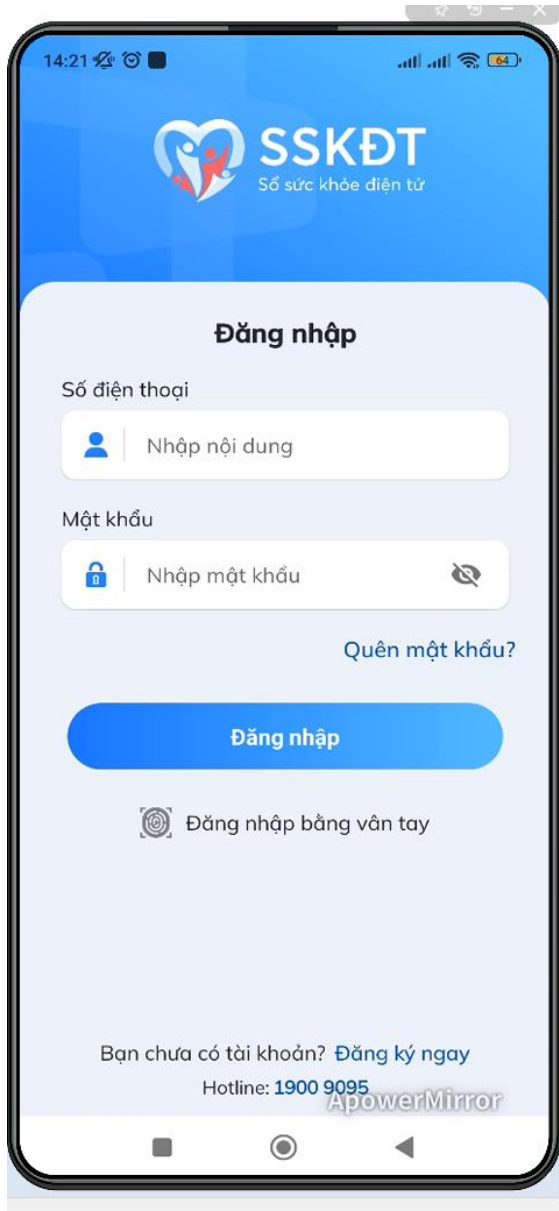 14:21
64
SSKĐT
Sổ sức khỏe điện tử
Đăng nhập
Số điện thoại
Nhập nội dung
Mật khẩu
Nhập mật khẩu
Quên mật khẩu?
Đăng nhập
Đăng nhập bằng vân tay
Bạn chưa có tài khoản? Đăng ký ngay
Hotline: 1900 9095
ApowerMirror